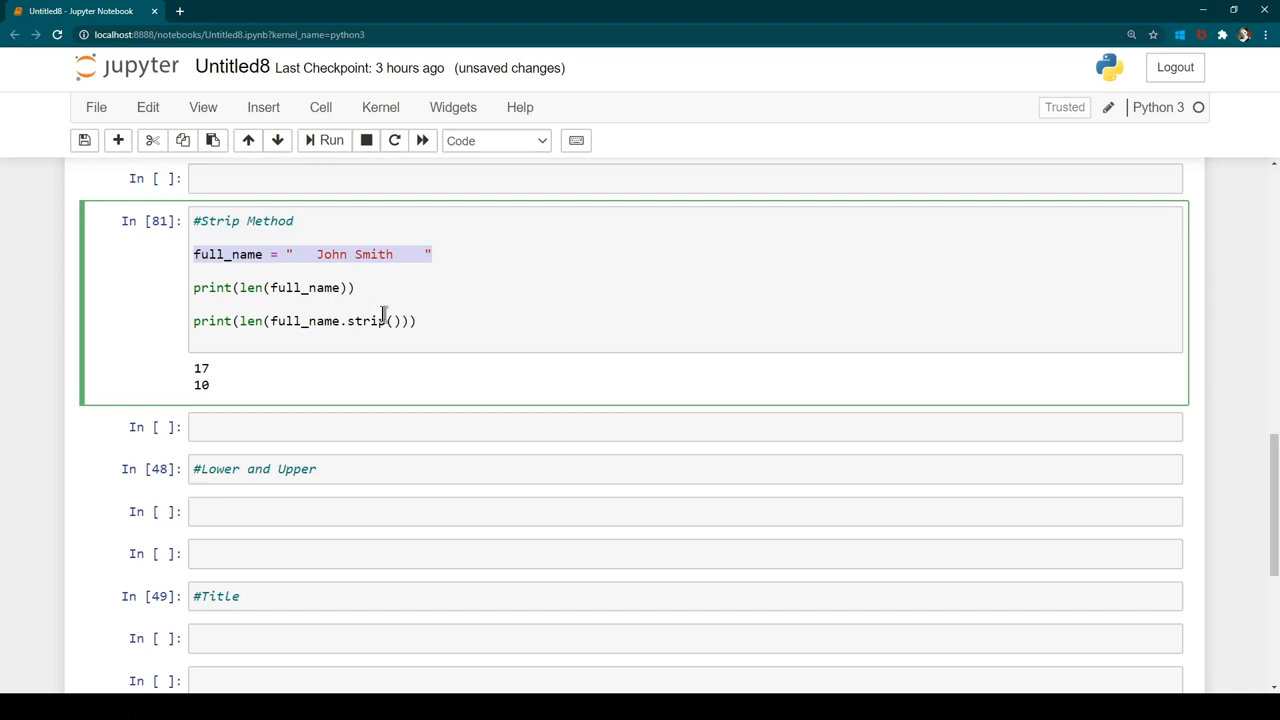 Untitled8 - Jupyter Notebook
localhost:8888/notebooks/Untitled8.ipynb?kernel_name=python3
jupyter Untitled8 Last Checkpoint: 3 hours ago (unsaved changes) Logout
File Edit View Insert Cell Kernel Widgets Help Trusted Python 3
Run Code
In [ ]:
In [81]: #Strip Method
full_name = "   John Smith    "
print(len(full_name))
print(len(full_name.strip()))
17
10
In [ ]:
In [48]: #Lower and Upper
In [ ]:
In [ ]:
In [49]: #Title
In [ ]:
In [ ]: